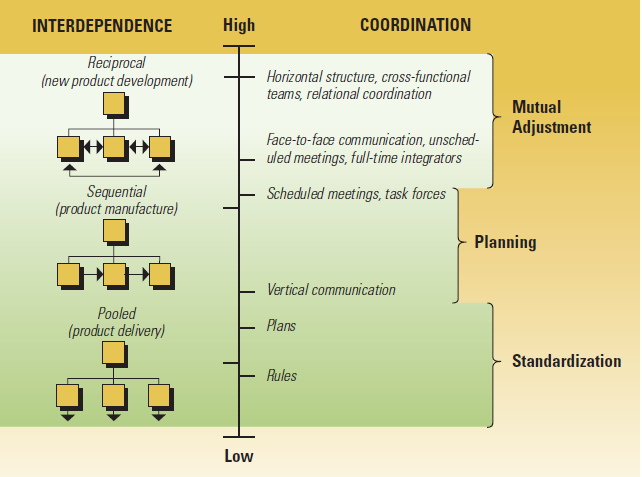 INTERDEPENDENCE
High
COORDINATION
Reciprocal
(new product development)
Horizontal structure, cross-functional
teams, relational coordination
Mutual
Adjustment
Face-to-face communication, unsched-
uled meetings, full-time integrators
Sequential
(product manufacture)
Scheduled meetings, task forces
Planning
Vertical communication
Pooled
(product delivery)
Plans
Standardization
Rules
Low